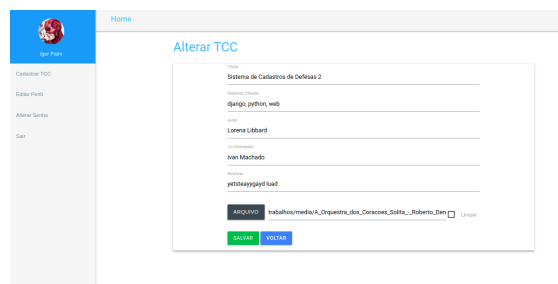 Home
Igor Paim
Cadastrar TCC
Editar Perfil
Alterar Senha
Sair
Alterar TCC
Título
Sistema de Cadastros de Defesas 2
Palavras Chaves
django, python, web
Autor
Lorena Libbard
Co Orientador
Ivan Machado
Resumo
yetsteayygayd luad
ARQUIVO trabalhos/media/A_Orquestra_dos_Coracoes_Solita_-_Roberto_Den Limpar
SALVAR VOLTAR